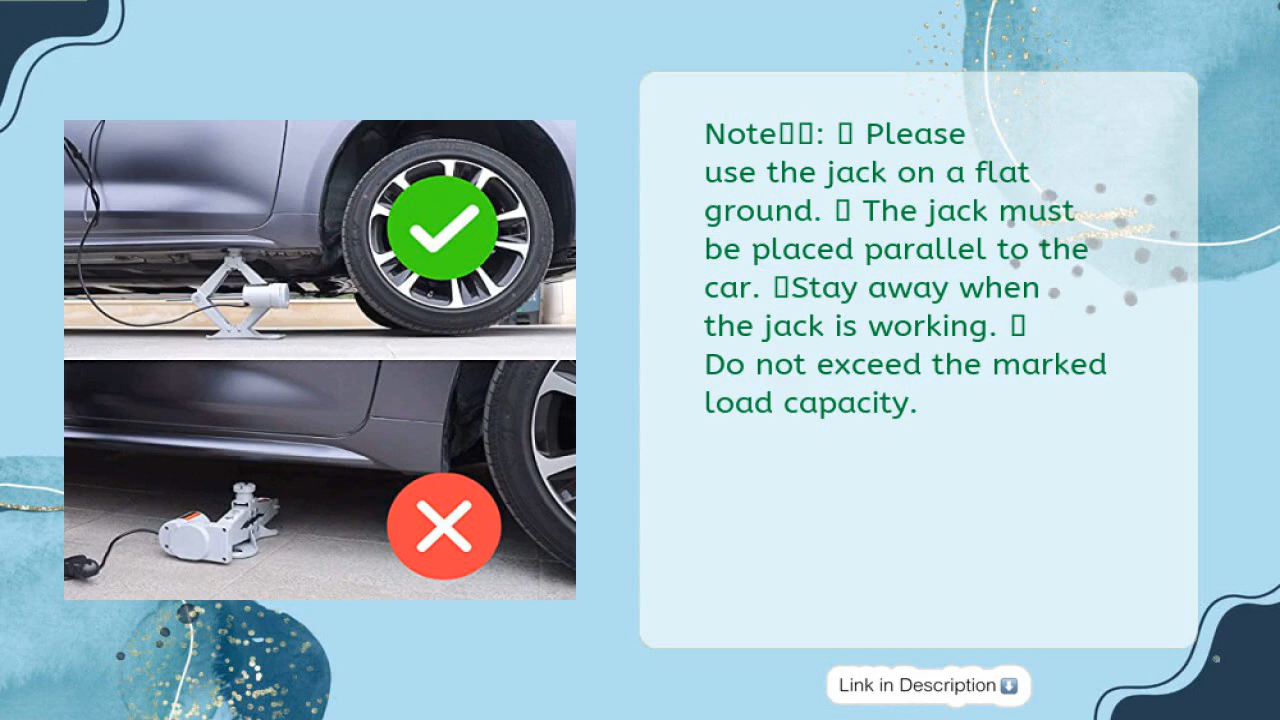 Note▯▯: ▯ Please
use the jack on a flat
ground. ▯ The jack must
be placed parallel to the
car. ▯Stay away when
the jack is working. ▯
Do not exceed the marked
load capacity.
Link in Description⬇️